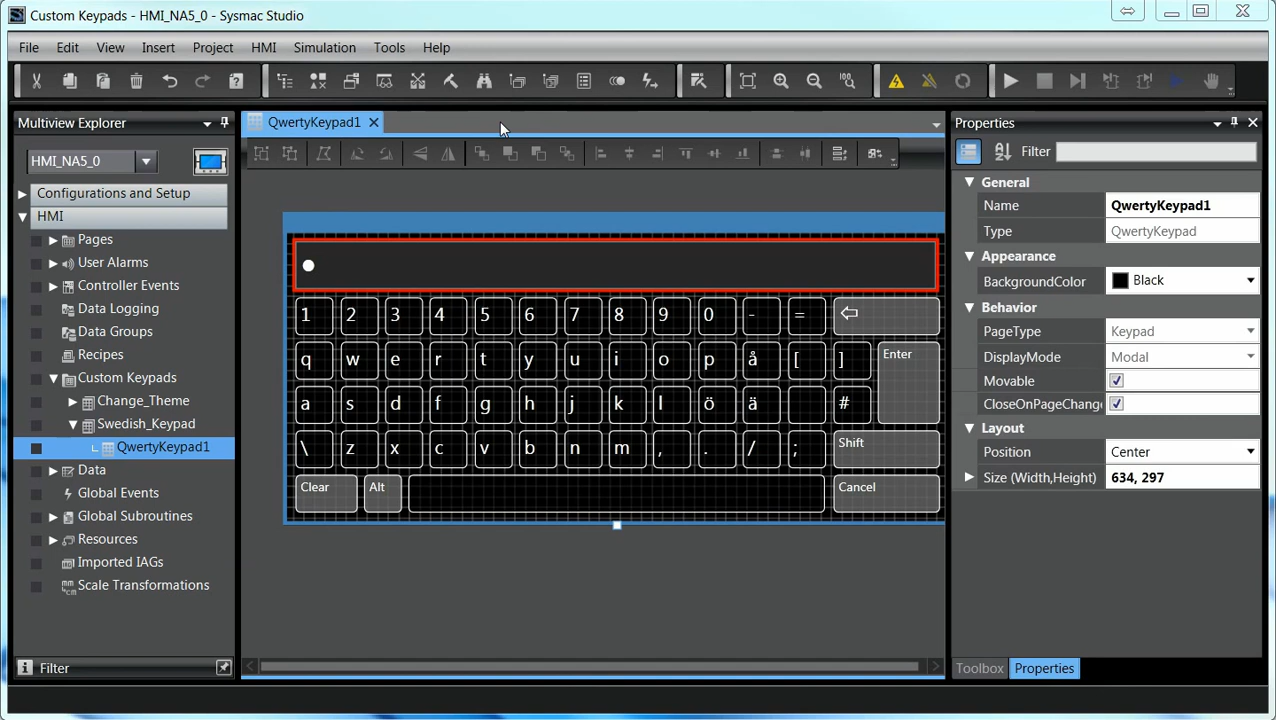 Custom Keypads - HMI_NA5_0 - Sysmac Studio
File Edit View Insert Project HMI Simulation Tools Help
Multiview Explorer
HMI_NA5_0
Configurations and Setup
HMI
Pages
User Alarms
Controller Events
Data Logging
Data Groups
Recipes
Custom Keypads
Change_Theme
Swedish_Keypad
QwertyKeypad1
Data
Global Events
Global Subroutines
Resources
Imported IAGs
Scale Transformations
Filter
100%
QwertyKeypad1
1 2 3 4 5 6 7 8 9 0 - =
q w e r t y u i o p å [ ] Enter
a s d f g h j k l ö ä #
\ z x c v b n m , . / ; Shift
Clear Alt Cancel
Properties
Filter
General
Name QwertyKeypad1
Type QwertyKeypad
Appearance
BackgroundColor Black
Behavior
PageType Keypad
DisplayMode Modal
Movable
CloseOnPageChang
Layout
Position Center
Size (Width,Height) 634, 297
Toolbox Properties